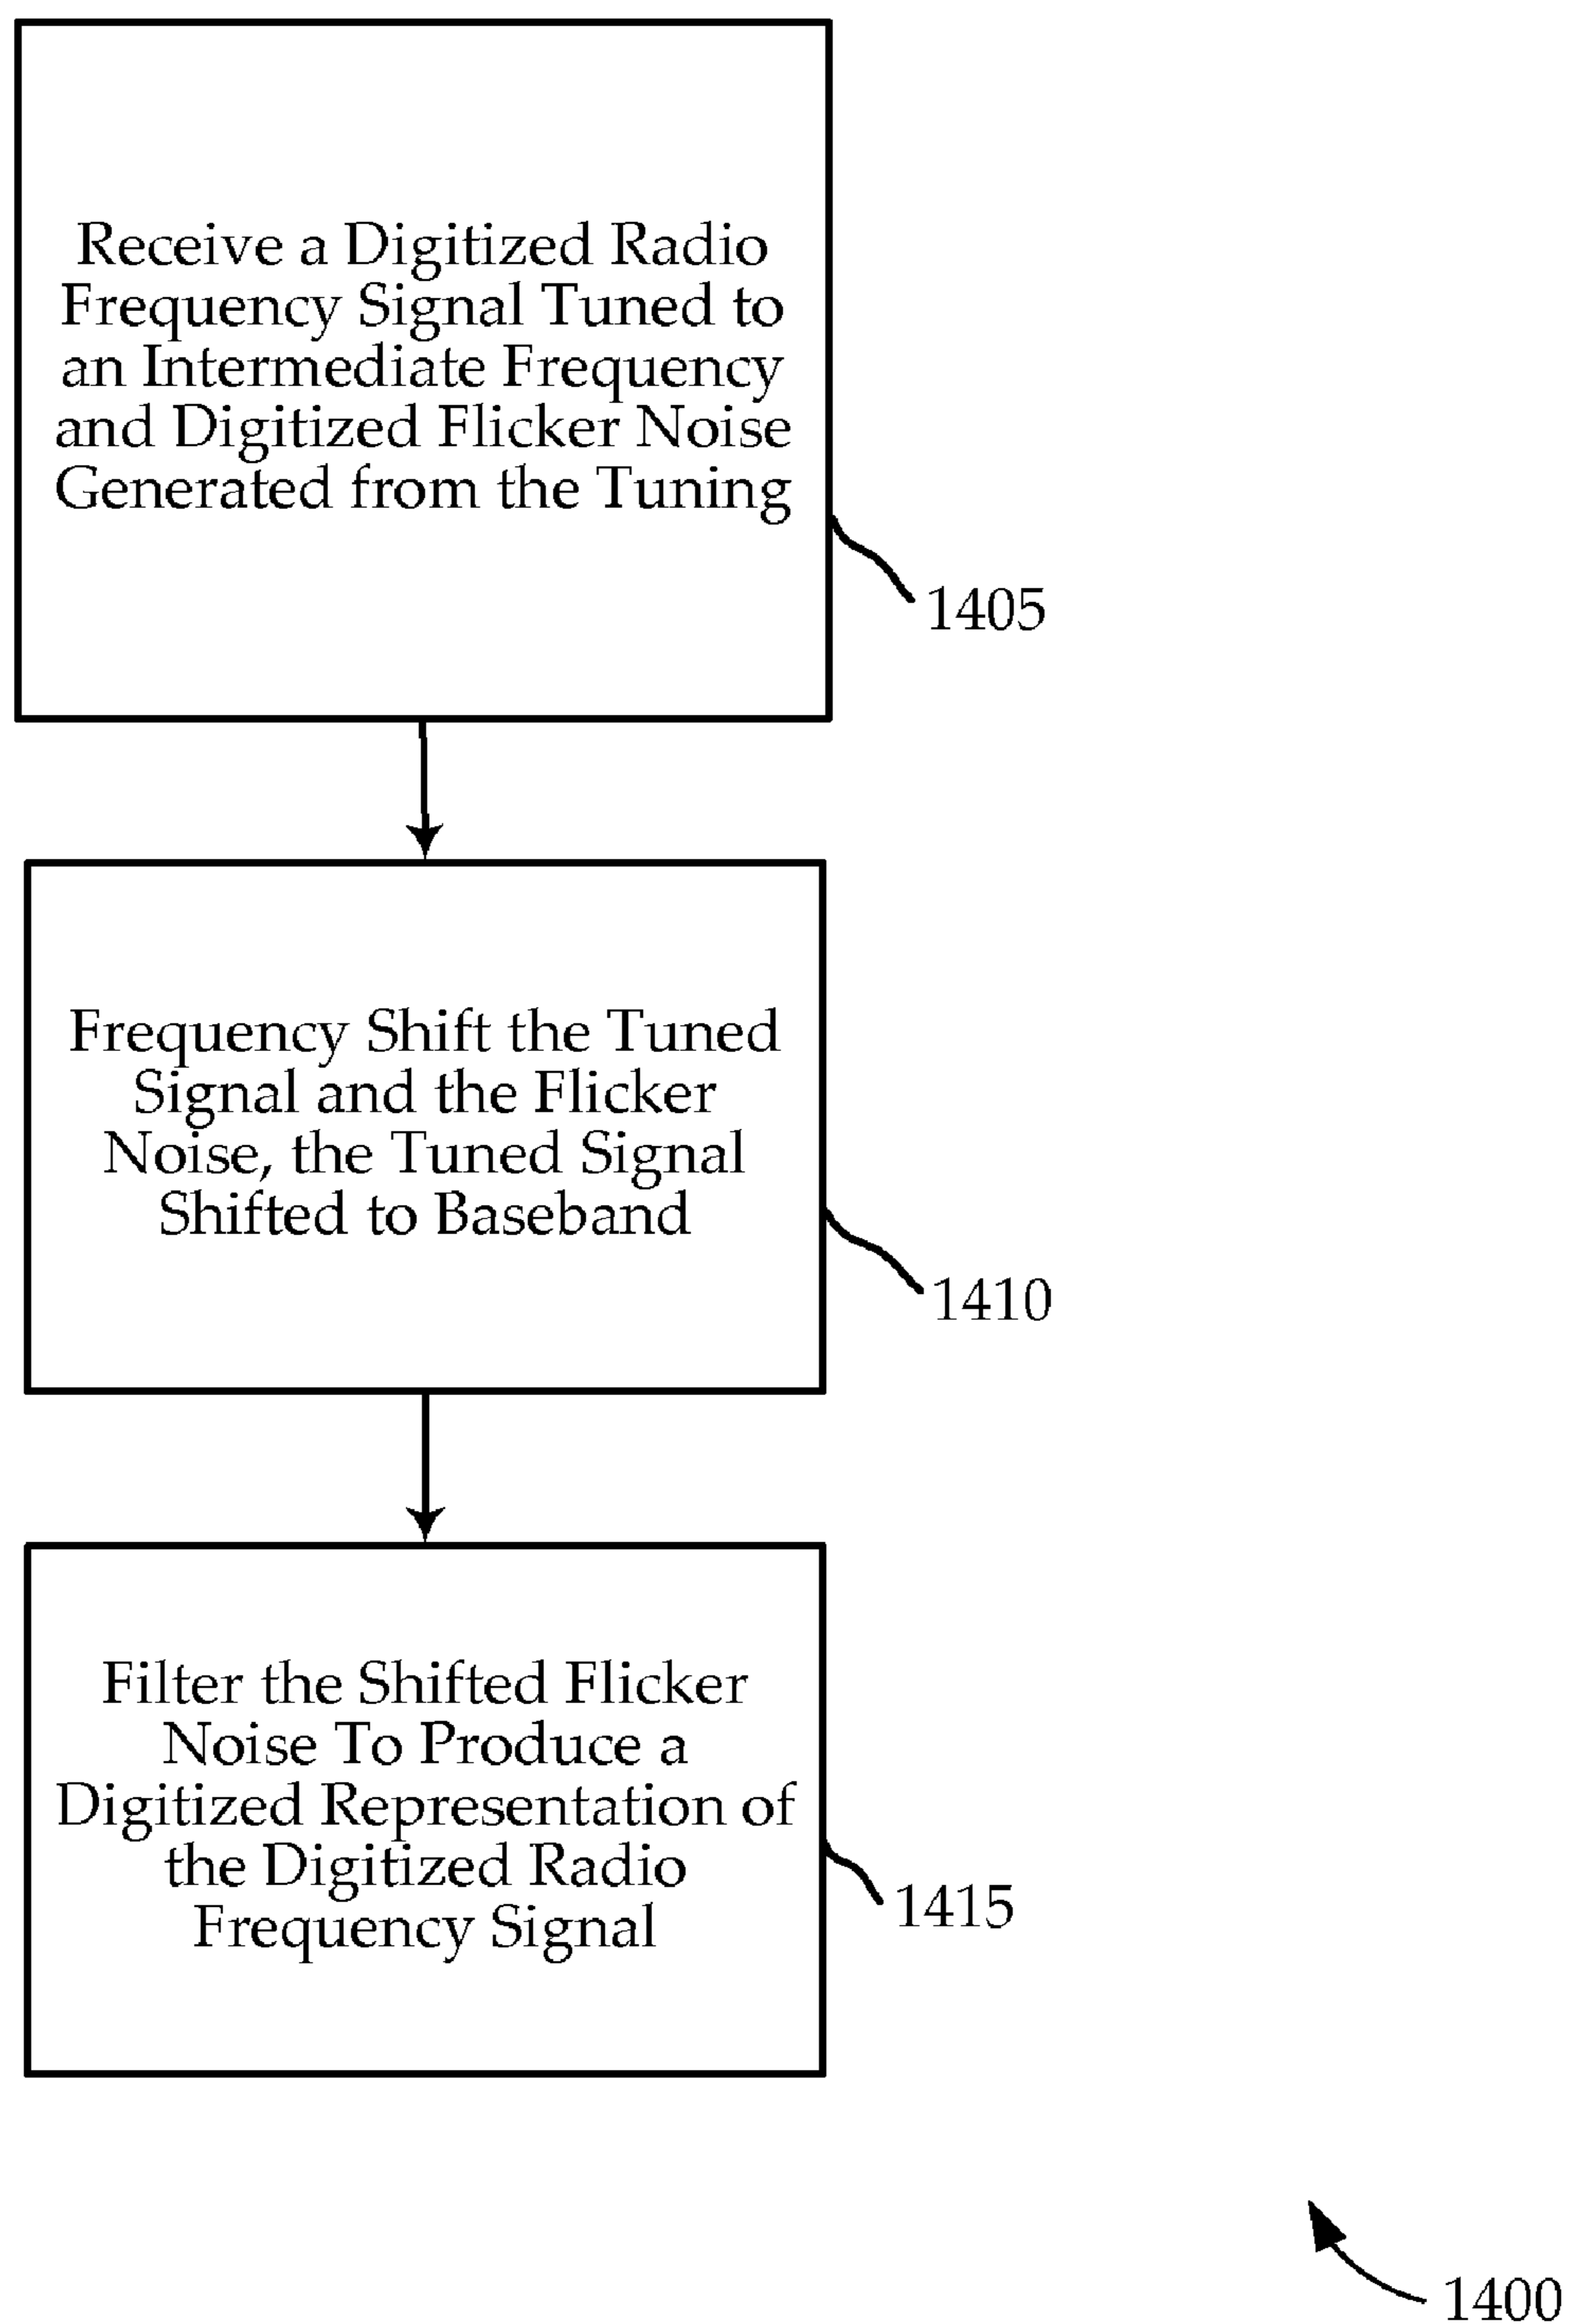 Receive a Digitized Radio
Frequency Signal Tuned to
an Intermediate Frequency
and Digitized Flicker Noise
Generated from the Tuning
1405
Frequency Shift the Tuned
Signal and the Flicker
Noise, the Tuned Signal
Shifted to Baseband
1410
Filter the Shifted Flicker
Noise To Produce a
Digitized Representation of
the Digitized Radio
Frequency Signal
1415
1400